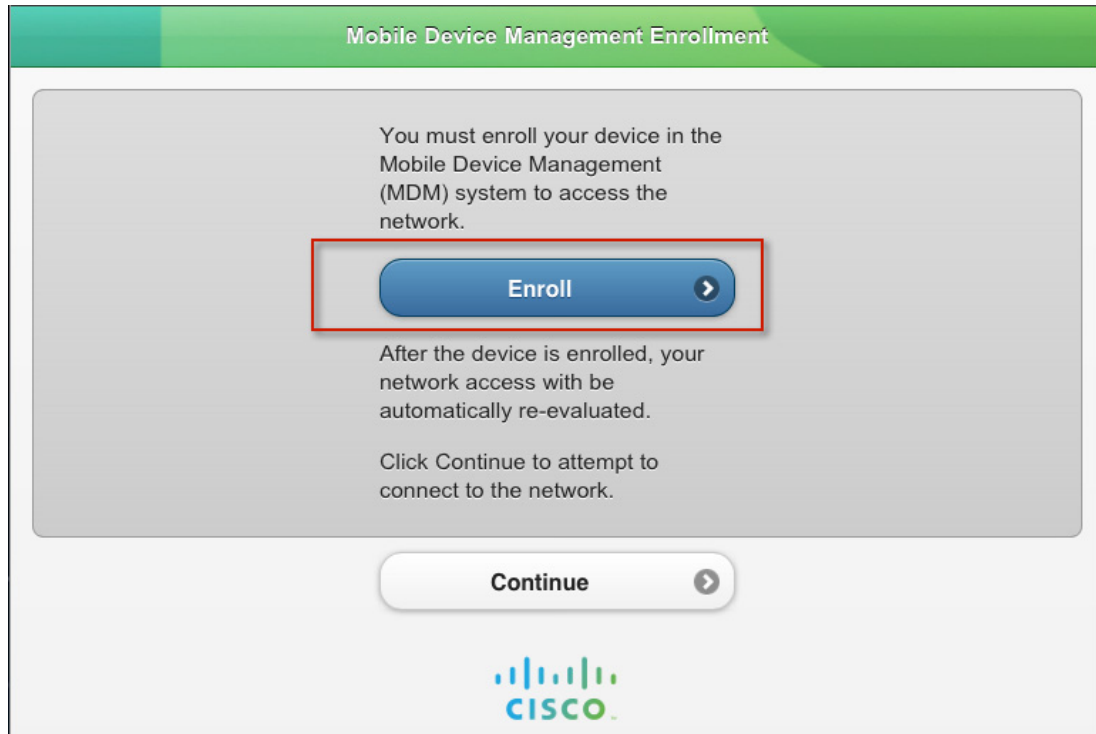 Mobile Device Management Enrollment
You must enroll your device in the
Mobile Device Management
(MDM) system to access the
network.
Enroll
After the device is enrolled, your
network access with be
automatically re-evaluated.
Click Continue to attempt to
connect to the network.
Continue
CISCO